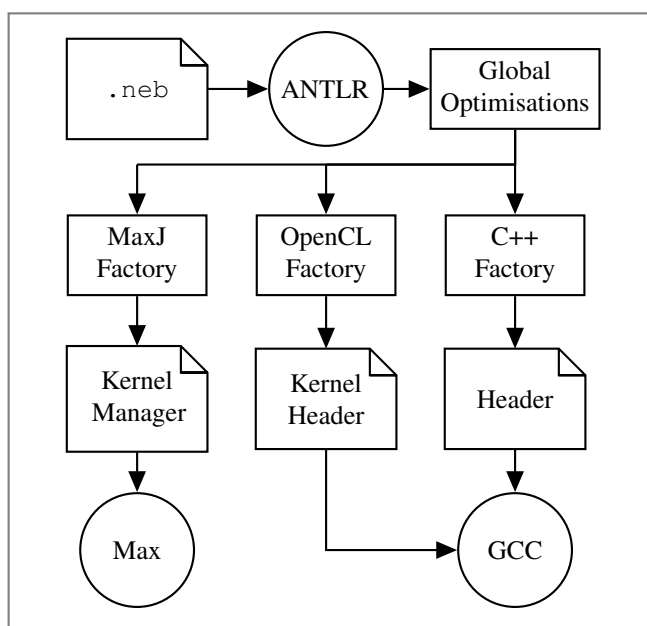 .neb
ANTLR
Global
Optimisations
MaxJ
Factory
OpenCL
Factory
C++
Factory
Kernel
Manager
Kernel
Header
Header
Max
GCC